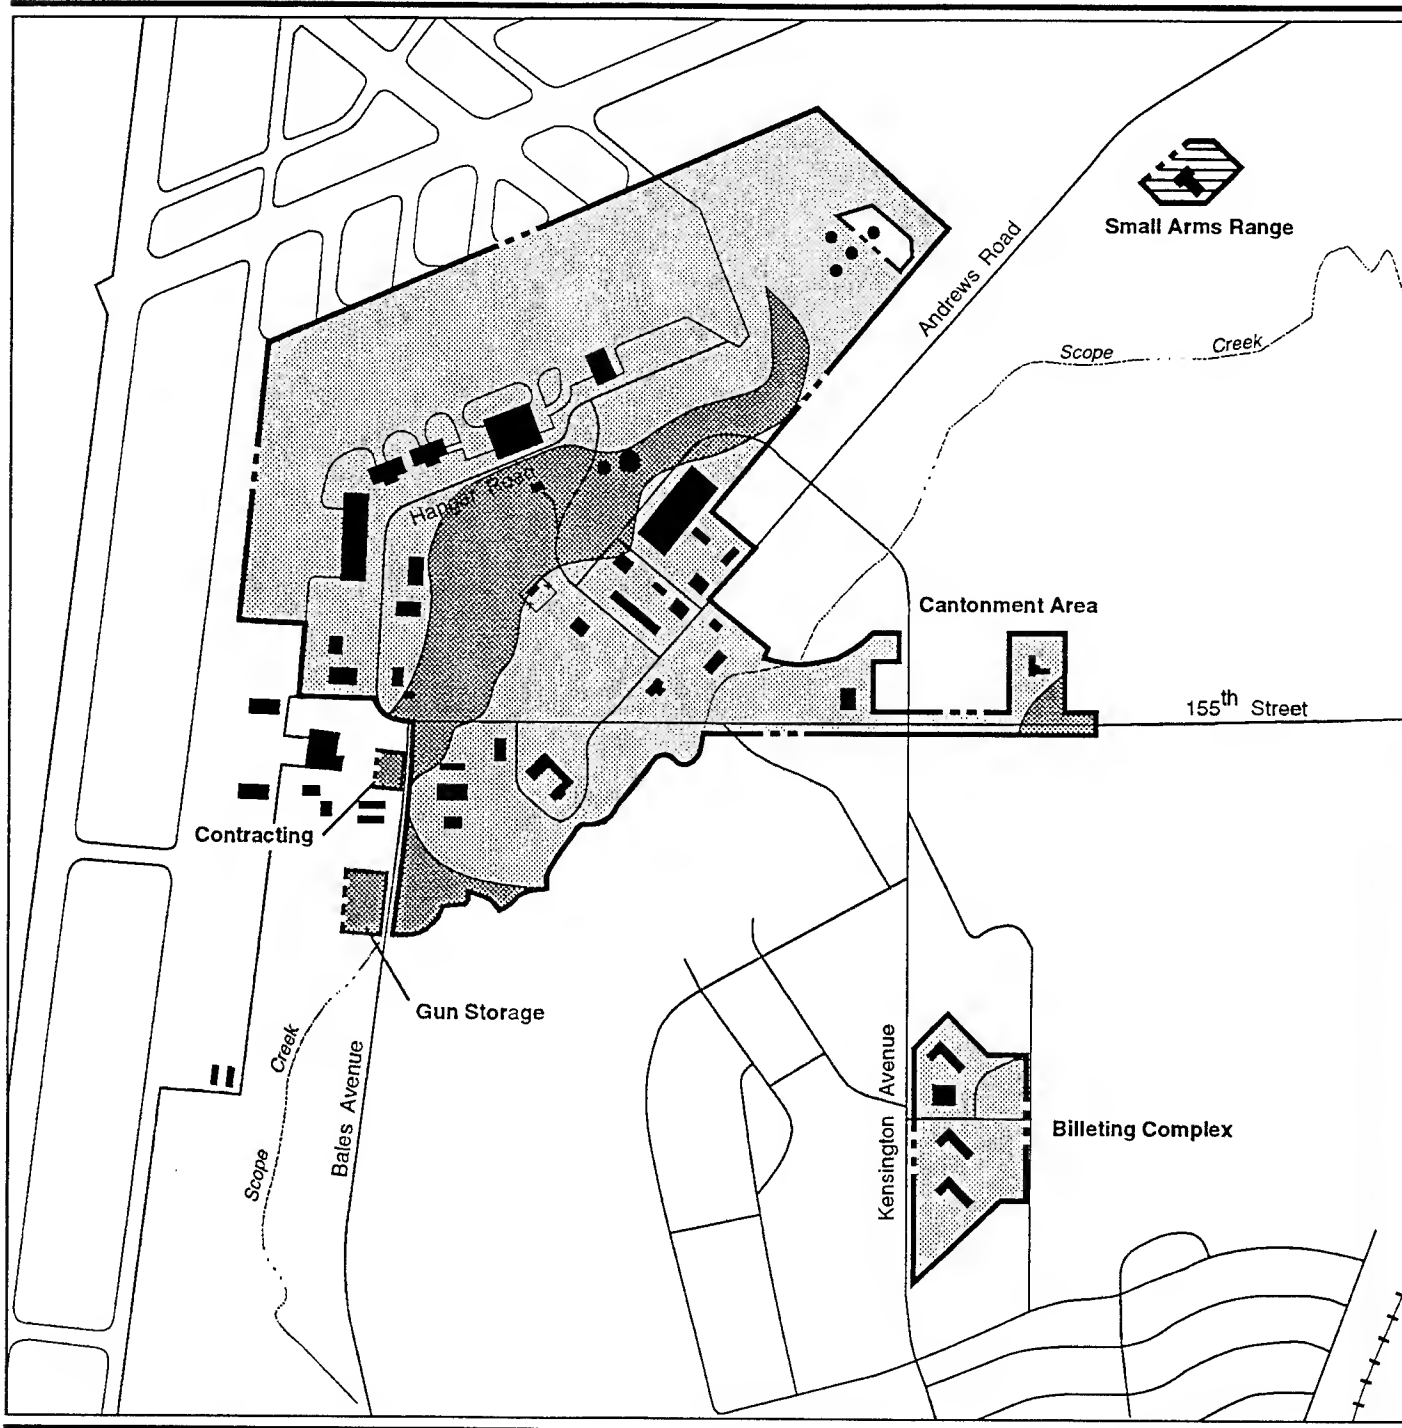 Small Arms Range
Andrews Road
Scope Creek
Hangar Road
Cantonment Area
155th Street
Contracting
Gun Storage
Scope Creek
Bales Avenue
Kensington Avenue
Billeting Complex